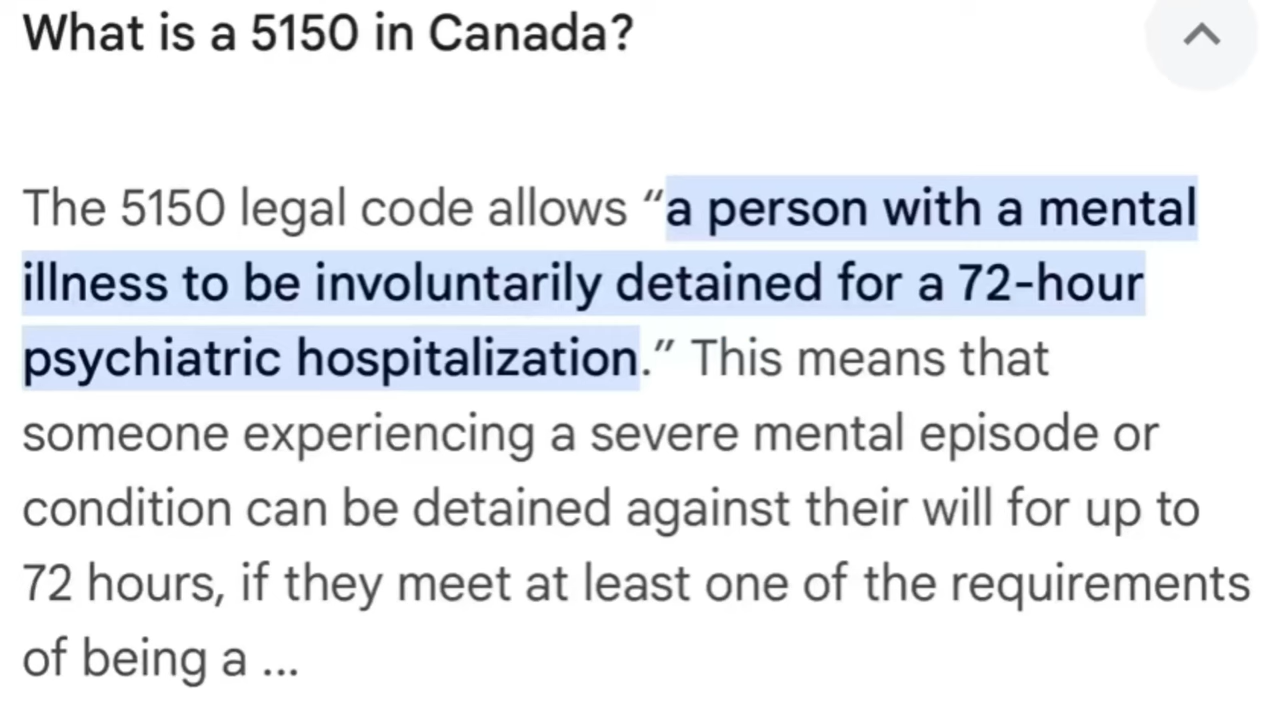 What is a 5150 in Canada?
The 5150 legal code allows “a person with a mental
illness to be involuntarily detained for a 72-hour
psychiatric hospitalization.” This means that
someone experiencing a severe mental episode or
condition can be detained against their will for up to
72 hours, if they meet at least one of the requirements
of being a ...